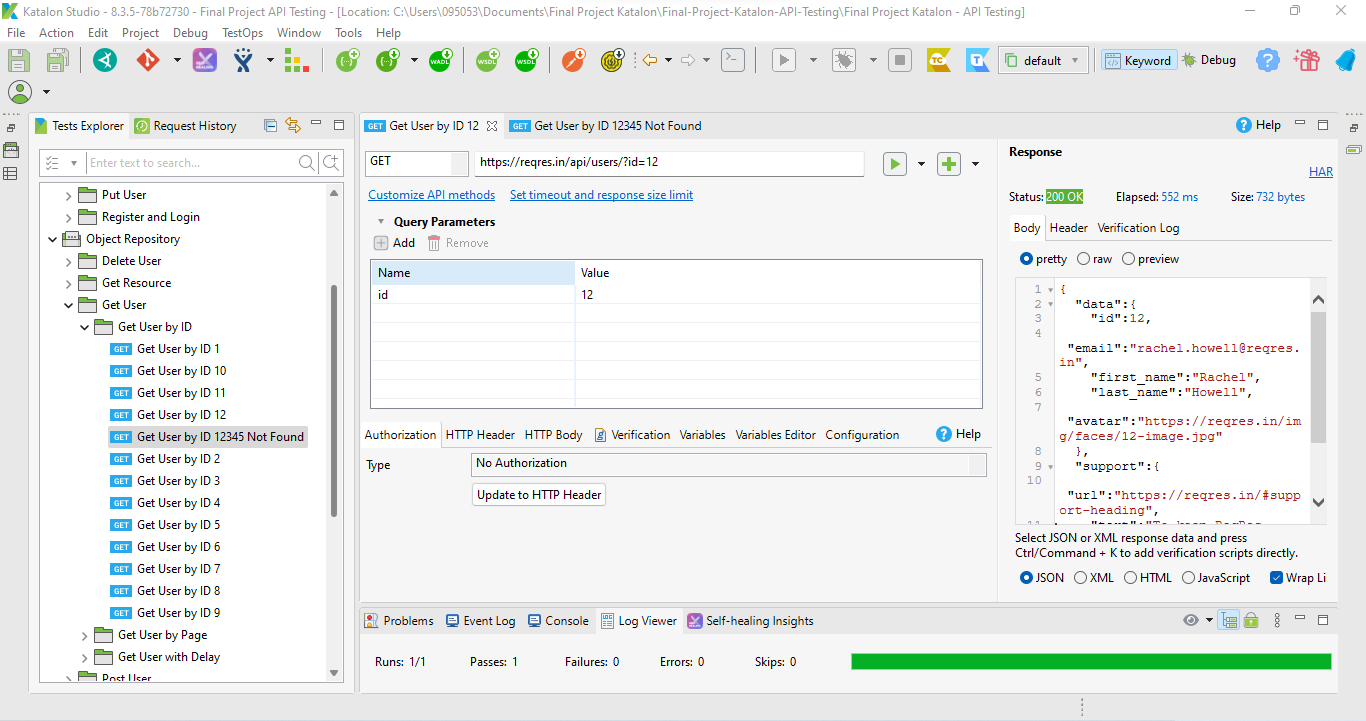 Katalon Studio - 8.3.5-78b72730 - Final Project API Testing - [Location: C:\Users\095053\Documents\Final Project Katalon\Final-Project-Katalon-API-Testing\Final Project Katalon - API Testing]
File Action Edit Project Debug TestOps Window Tools Help
default Keyword Debug
Tests Explorer Request History
Enter text to search...
Put User
Register and Login
Object Repository
Delete User
Get Resource
Get User
Get User by ID
GET Get User by ID 1
GET Get User by ID 10
GET Get User by ID 11
GET Get User by ID 12
GET Get User by ID 12345 Not Found
GET Get User by ID 2
GET Get User by ID 3
GET Get User by ID 4
GET Get User by ID 5
GET Get User by ID 6
GET Get User by ID 7
GET Get User by ID 8
GET Get User by ID 9
Get User by Page
Get User with Delay
Post User
GET Get User by ID 12 GET Get User by ID 12345 Not Found Help
GET https://reqres.in/api/users/?id=12
Customize API methods Set timeout and response size limit
Query Parameters
Add Remove
Name Value
id 12
Authorization HTTP Header HTTP Body Verification Variables Variables Editor Configuration Help
Type No Authorization
Update to HTTP Header
Response
HAR
Status: 200 OK Elapsed: 552 ms Size: 732 bytes
Body Header Verification Log
pretty raw preview
1 {
2 "data":{
3 "id":12,
4
"email":"rachel.howell@reqres.
in",
5 "first_name":"Rachel",
6 "last_name":"Howell",
7
"avatar":"https://reqres.in/im
g/faces/12-image.jpg"
8 },
9 "support":{
10
"url":"https://reqres.in/#supp
ort-heading",
11 "text":"To keep ReqRes
Select JSON or XML response data and press
Ctrl/Command + K to add verification scripts directly.
JSON XML HTML JavaScript Wrap Li
Problems Event Log Console Log Viewer Self-healing Insights
Runs: 1/1 Passes: 1 Failures: 0 Errors: 0 Skips: 0